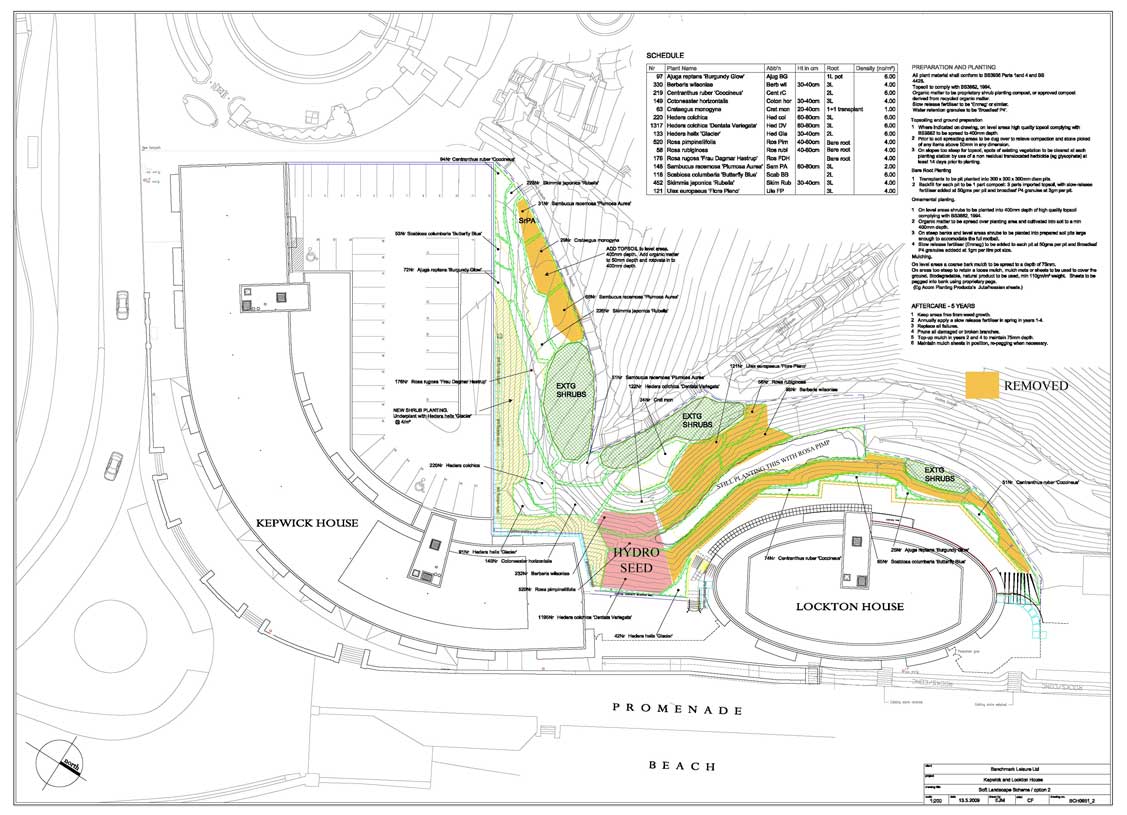 SCHEDULE
Nr Plant Name Abb'n Ht in cm Root Density (no/m²)
97 Ajuga reptans 'Burgundy Glow' Ajug BG 1L pot 6.00
330 Berberis wilsoniae Berb wil 30-40cm 3L 4.00
219 Centranthus ruber 'Coccineus' Cent rC 2L 4.00
149 Cotoneaster horizontalis Coton hor 30-40cm 3L 4.00
63 Crataegus monogyna Crat mon 20-40cm 1+1 transplant 1.00
220 Hedera colchica Hed col 60-80cm 3L 6.00
1317 Hedera colchica 'Dentata Variegata' Hed DV 60-80cm 3L 6.00
133 Hedera helix 'Glacier' Hed Gla 30-40cm 2L 6.00
520 Rosa pimpinellifolia Ros Pim 40-60cm Bare root 4.00
58 Rosa rubiginosa Ros rubi 40-60cm Bare root 4.00
176 Rosa rugosa 'Frau Dagmar Hastrup' Ros FDH Bare root 4.00
148 Sambucus racemosa 'Plumosa Aurea' Sam PA 60-80cm 3L 2.00
118 Scabiosa columbaria 'Butterfly Blue' Scab BB 2L 6.00
452 Skimmia japonica 'Rubella' Skim Rub 30-40cm 3L 4.00
121 Ulex europaeus 'Flore Pleno' Ule FP 3L 4.00
PREPARATION AND PLANTING
All plant material shall conform to BS3936 Parts 1and 4 and BS
4428.
Topsoil to comply with BS3882, 1994.
Organic matter to be proprietary shrub planting compost, or approved compost
derived from recycled organic matter.
Slow release fertiliser to be 'Enmag' or similar.
Water retention granules to be 'Broadleaf P4'.
Topsoiling and ground preparation
1 Where indicated on drawing, on level areas high quality topsoil complying with
BS3882 to be spread to 400mm depth.
2 Prior to soil spreading areas to be dug over to relieve compaction and stone picked
of any items above 50mm in any dimension.
3 On slopes too steep for topsoil, spots of existing vegetation to be cleared at each
planting station by use of a non residual translocated herbicide (eg glyphosate) at
least 14 days prior to planting.
Bare Root Planting
1 Transplants to be pit planted into 300 x 300 x 300mm diam pits.
2 Backfill for each pit to be 1 part compost: 3 parts imported topsoil, with slow-release
fertiliser added at 50gms per pit and broadleaf P4 granules at 3gm per pit.
Ornamental planting.
1 On level areas shrubs to be planted into 400mm depth of high quality topsoil
complying with BS3882, 1994.
2 Organic matter to be spread over planting area and cultivated into soil to a min
400mm depth.
3 On steep banks and level areas shrubs to be planted into prepared soil pits large
enough to accomodate the full rootball.
4 Slow release fertiliser (Enmag) to be added to each pit at 50gms per pit and Broadleaf
P4 granules added at 1gm per litre pot size.
Mulching.
On level areas a coarse bark mulch to be spread to a depth of 75mm.
On areas too steep to retain a loose mulch, mulch mats or sheets to be used to cover the
ground. Biodegradable, natural product to be used, min 110gm/m² weight. Sheets to be
pegged into bank using proprietary pegs.
(Eg Acorn Planting Products's Jutahessian sheets.)
AFTERCARE - 5 YEARS
1 Keep areas free from weed growth.
2 Annually apply a slow release fertiliser in spring in years 1-4.
3 Replace all failures.
4 Prune all damaged or broken branches.
5 Top-up mulch in years 2 and 4 to maintain 75mm depth.
6 Maintain mulch sheets in position, re-pegging when necessary.
REMOVED
94Nr Centranthus ruber 'Coccineus'
226Nr Skimmia japonica 'Rubella'
31Nr Sambucus racemosa 'Plumosa Aurea'
SrPA
53Nr Scabiosa columbaria 'Butterfly Blue'
29Nr Crataegus monogyna
ADD TOPSOIL to level areas.
400mm depth. Add organic matter
to 50mm depth and rotovate in to
400mm depth.
72Nr Ajuga reptans 'Burgundy Glow'
66Nr Sambucus racemosa 'Plumosa Aurea'
226Nr Skimmia japonica 'Rubella'
121Nr Ulex europaeus 'Flore Pleno'
51Nr Sambucus racemosa 'Plumosa Aurea'
58Nr Rosa rubiginosa
176Nr Rosa rugosa 'Frau Dagmar Hastrup'
EXTG
SHRUBS
122Nr Hedera colchica 'Dentata Variegata'
98Nr Berberis wilsoniae
34Nr Crat mon
NEW SHRUB PLANTING.
Underplant with Hedera helix 'Glacier'
@ 4/m²
EXTG
SHRUBS
STILL PLANTING THIS WITH ROSA PIMP
220Nr Hedera colchica
EXTG
SHRUBS
51Nr Centranthus ruber 'Coccineus'
KEPWICK HOUSE
91Nr Hedera helix 'Glacier'
149Nr Cotoneaster horizontalis
232Nr Berberis wilsoniae
520Nr Rosa pimpinellifolia
HYDRO
SEED
74Nr Centranthus ruber 'Coccineus'
25Nr Ajuga reptans 'Burgundy Glow'
65Nr Scabiosa columbaria 'Butterfly Blue'
LOCKTON HOUSE
1195Nr Hedera colchica 'Dentata Variegata'
42Nr Hedera helix 'Glacier'
PROMENADE
BEACH
north
Benchmark Leisure Ltd
Kepwick and Lockton House
Soft Landscape Scheme / option 2
1:200 13.3.2009 EJM CF BCH0951_2